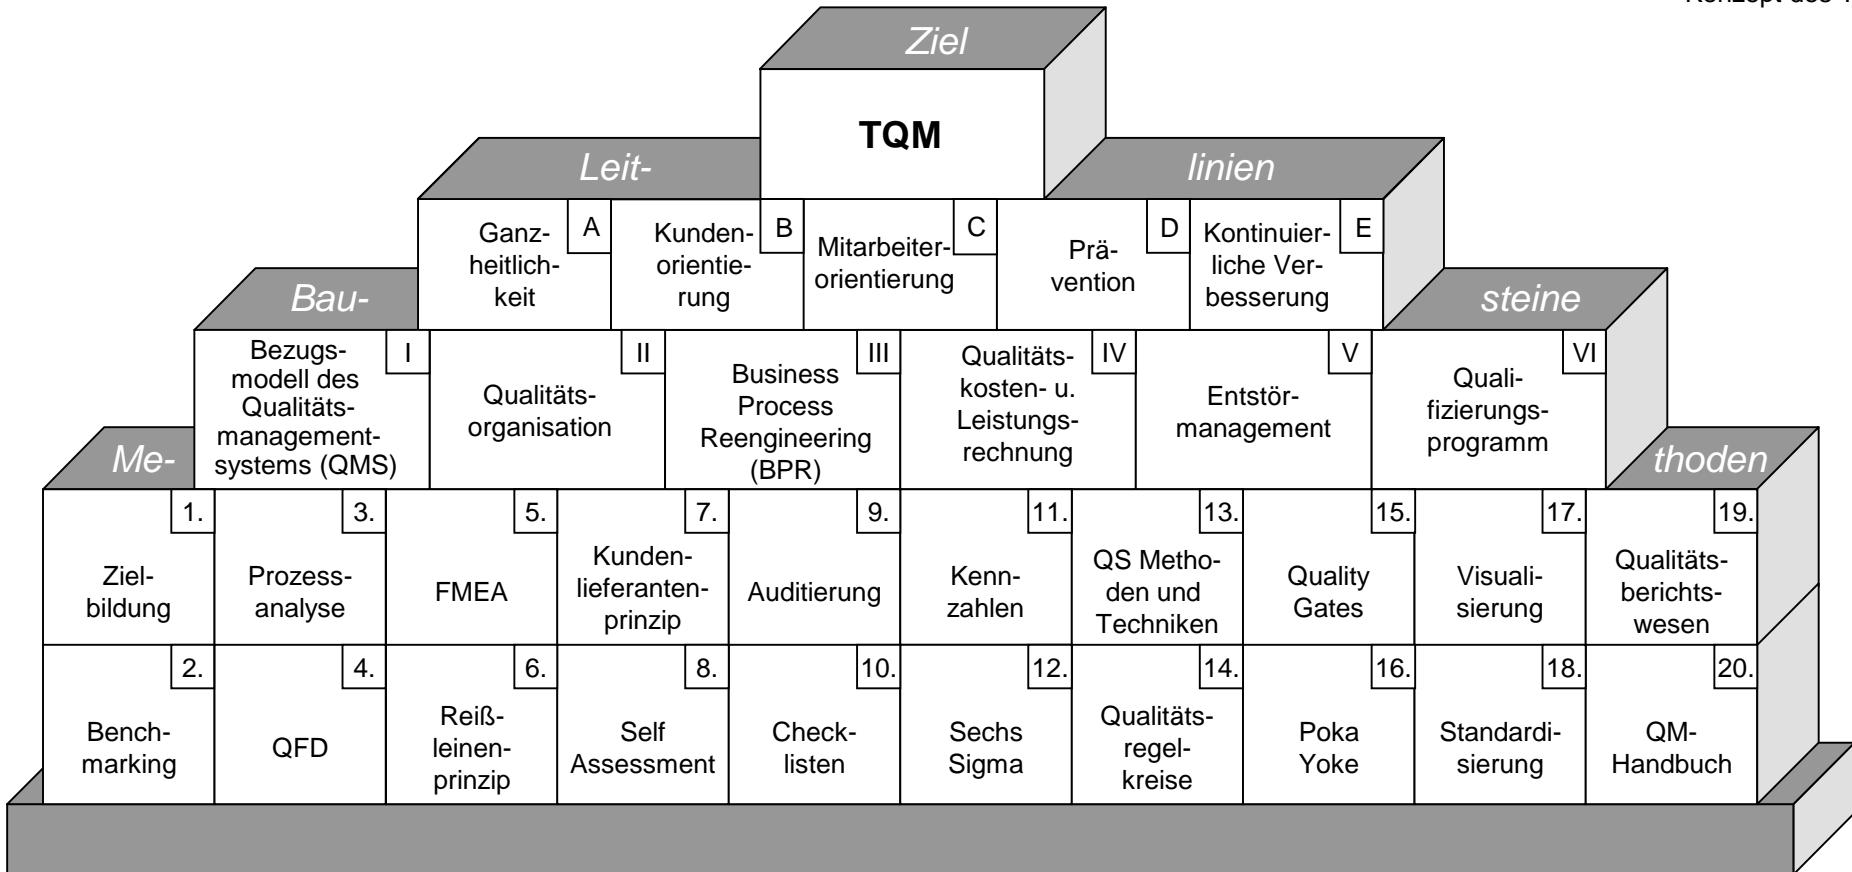 Konzept des
Ziel
TQM
Leit-
linien
Ganz-
heitlich-
keit
A
Kunden-
orientie-
rung
B
Mitarbeiter-
orientierung
C
Prä-
vention
D
Kontinuier-
liche Ver-
besserung
E
Bau-
steine
Bezugs-
modell des
Qualitäts-
management-
systems (QMS)
I
Qualitäts-
organisation
II
Business
Process
Reengineering
(BPR)
III
Qualitäts-
kosten- u.
Leistungs-
rechnung
IV
Entstör-
management
V
Quali-
fizierungs-
programm
VI
Me-
thoden
1.
Ziel-
bildung
3.
Prozess-
analyse
5.
FMEA
7.
Kunden-
lieferanten-
prinzip
9.
Auditierung
11.
Kenn-
zahlen
13.
QS Metho-
den und
Techniken
15.
Quality
Gates
17.
Visuali-
sierung
19.
Qualitäts-
berichts-
wesen
2.
Bench-
marking
4.
QFD
6.
Reiß-
leinen-
prinzip
8.
Self
Assessment
10.
Check-
listen
12.
Sechs
Sigma
14.
Qualitäts-
regel-
kreise
16.
Poka
Yoke
18.
Standardi-
sierung
20.
QM-
Handbuch